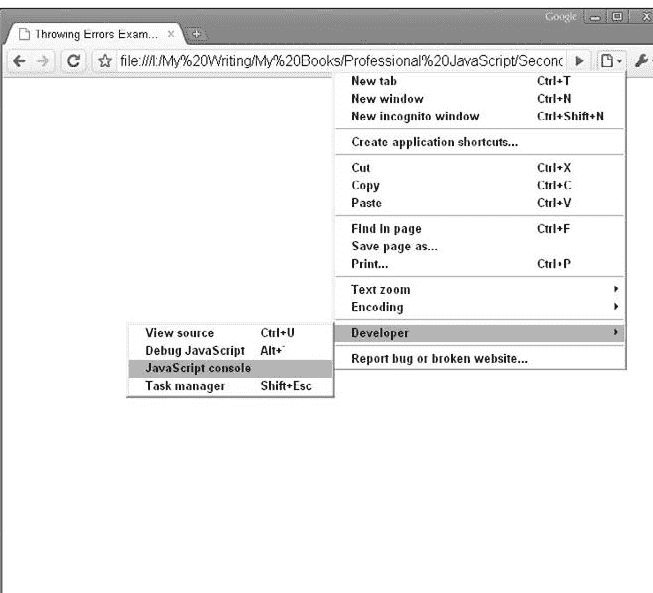 Google
Throwing Errors Exam...
file:///I:/My%20Writing/My%20Books/Professional%20JavaScript/Second
New tab Ctrl+T
New window Ctrl+N
New incognito window Ctrl+Shift+N
Create application shortcuts...
Cut Ctrl+X
Copy Ctrl+C
Paste Ctrl+V
Find in page Ctrl+F
Save page as...
Print... Ctrl+P
Text zoom
Encoding
Developer
View source Ctrl+U
Debug JavaScript Alt+`
JavaScript console
Task manager Shift+Esc
Report bug or broken website...